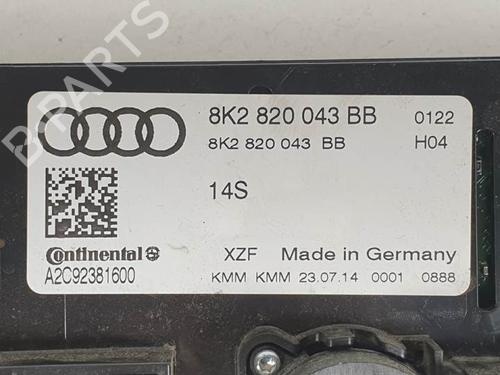 8K2 820 043 BB 0122
8K2 820 043 BB H04
14S
Continental XZF Made in Germany
A2C92381600 KMM KMM 23.07.14 0001 0888
B-PARTS